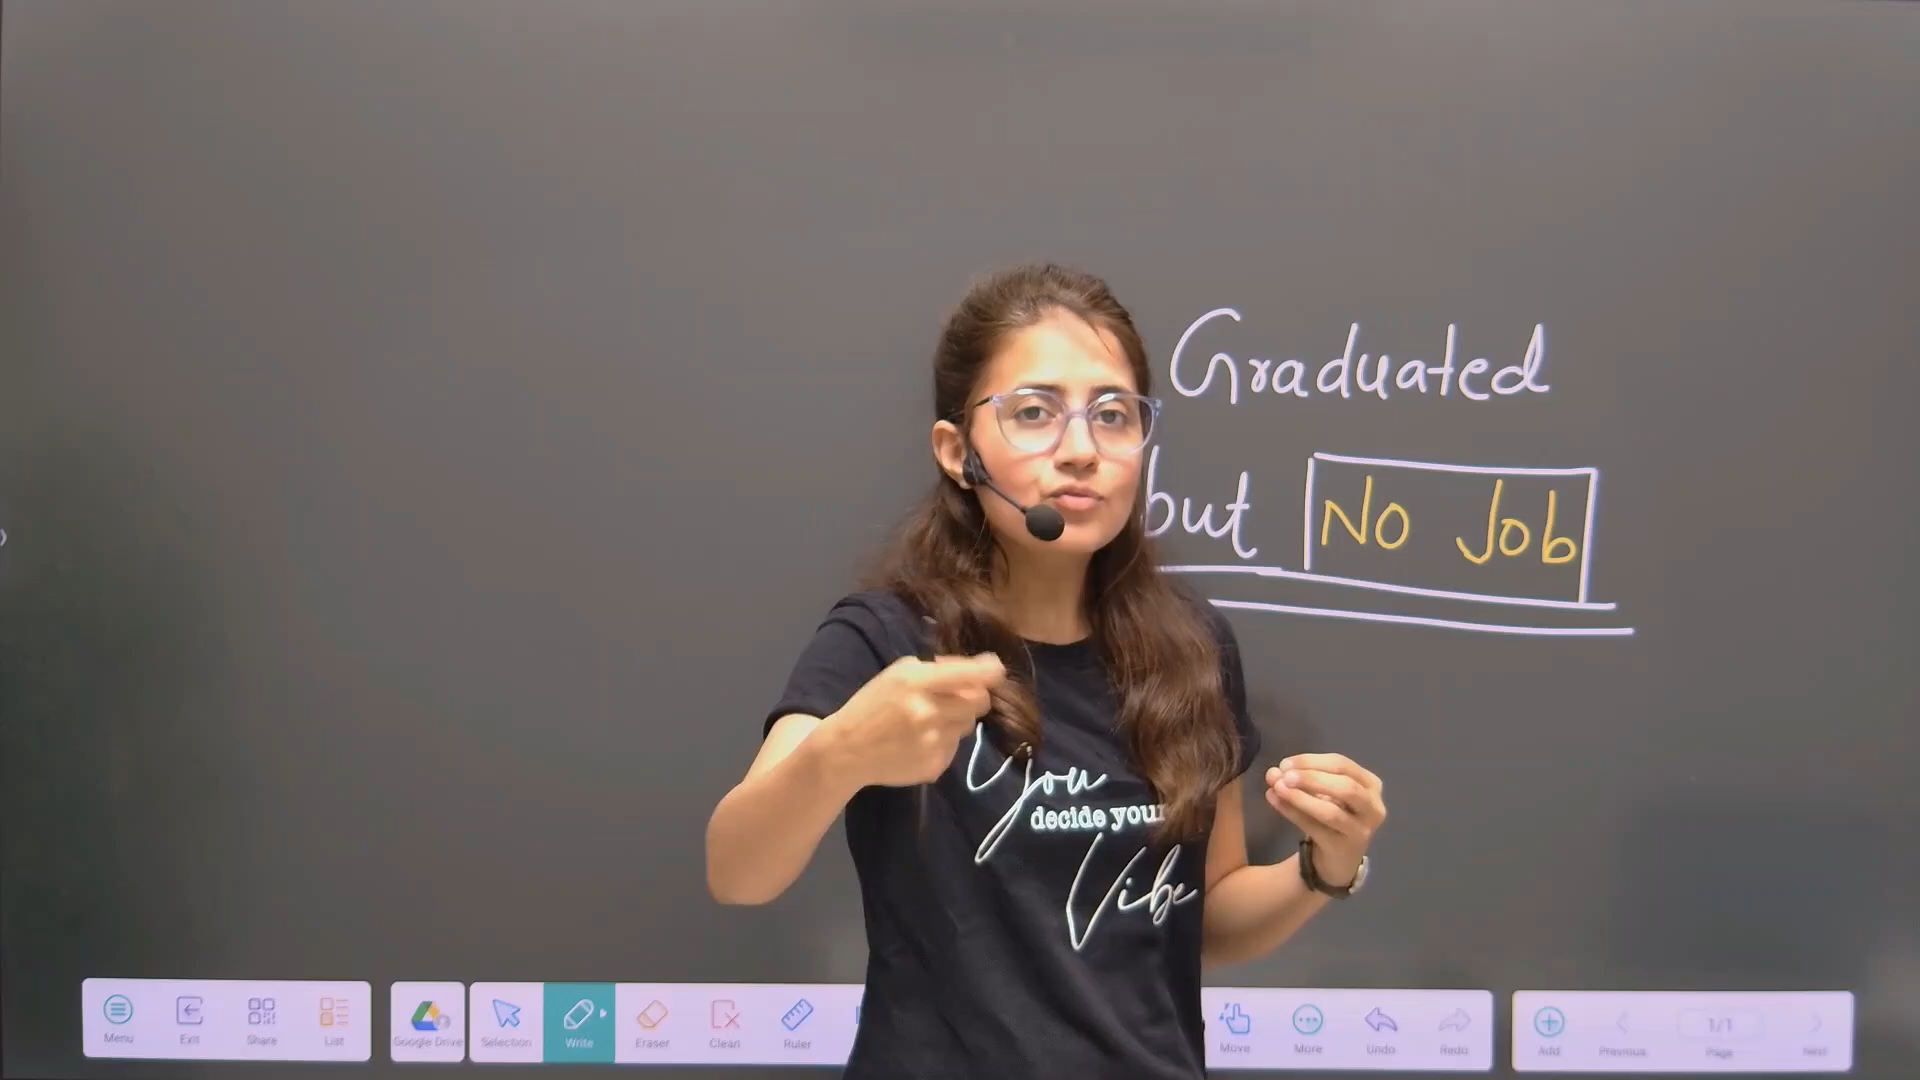 Graduated
but No Job
You
decide your
Vibe
Menu
Exit
Share
List
Google Drive
Selection
Write
Eraser
Clean
Ruler
Move
More
Undo
Redo
Add
Previous
1/1
Page
Next